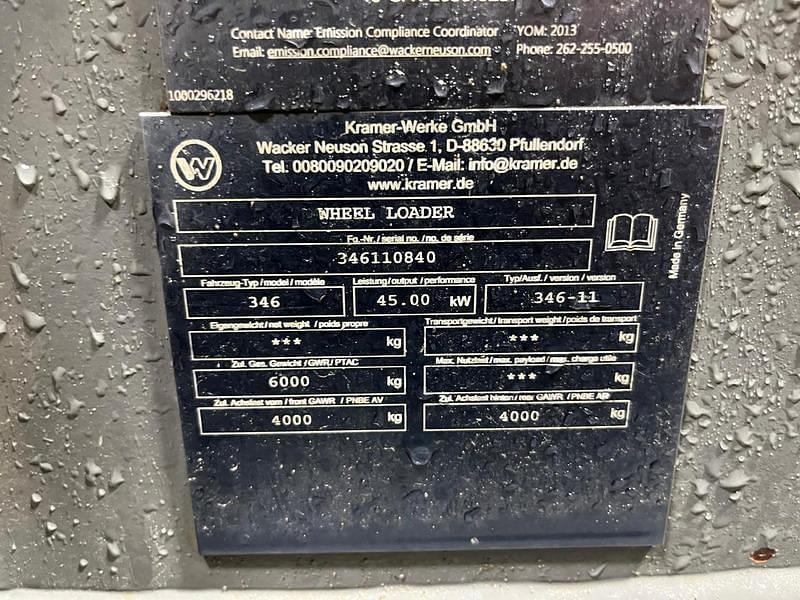 Contact Name: Emission Compliance Coordinator YOM: 2013
Email: emission.compliance@wackerneuson.com Phone: 262-255-0500
1000296218
Kramer-Werke GmbH
Wacker Neuson Strasse 1, D-88630 Pfullendorf
Tel. 0080090209020 / E-Mail: info@kramer.de
www.kramer.de
WHEEL LOADER
Fg.-Nr. / serial no. / no. de série
346110840
Made in Germany
Fahrzeug-Typ / model / modèle Leistung / output / performance Typ/Ausf. / version / version
346 45.00 kW 346-11
Eigengewicht / net weight / poids propre Transportgewicht / transport weight / poids de transport
*** kg *** kg
Zul. Ges. Gewicht / GWR / PTAC Max. Nutzlast / max. payload / max. charge utile
6000 kg *** kg
Zul. Achslast vorn / front GAWR / PNBE AV Zul. Achslast hinten / rear GAWR / PNBE AR
4000 kg 4000 kg